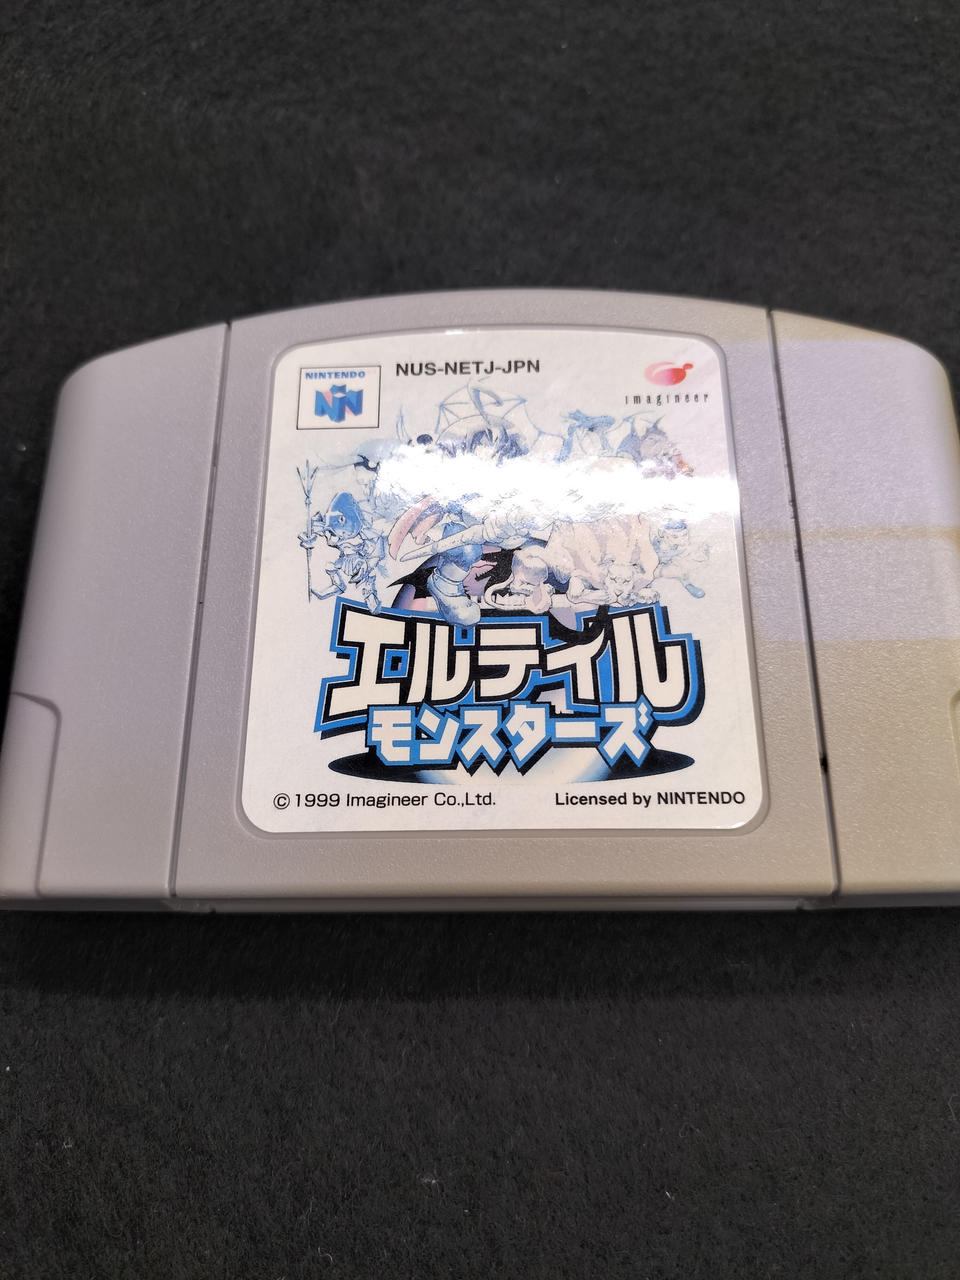 NINTENDO
NUS-NETJ-JPN
imagineer
エルテイル
モンスターズ
© 1999 Imagineer Co.,Ltd.
Licensed by NINTENDO